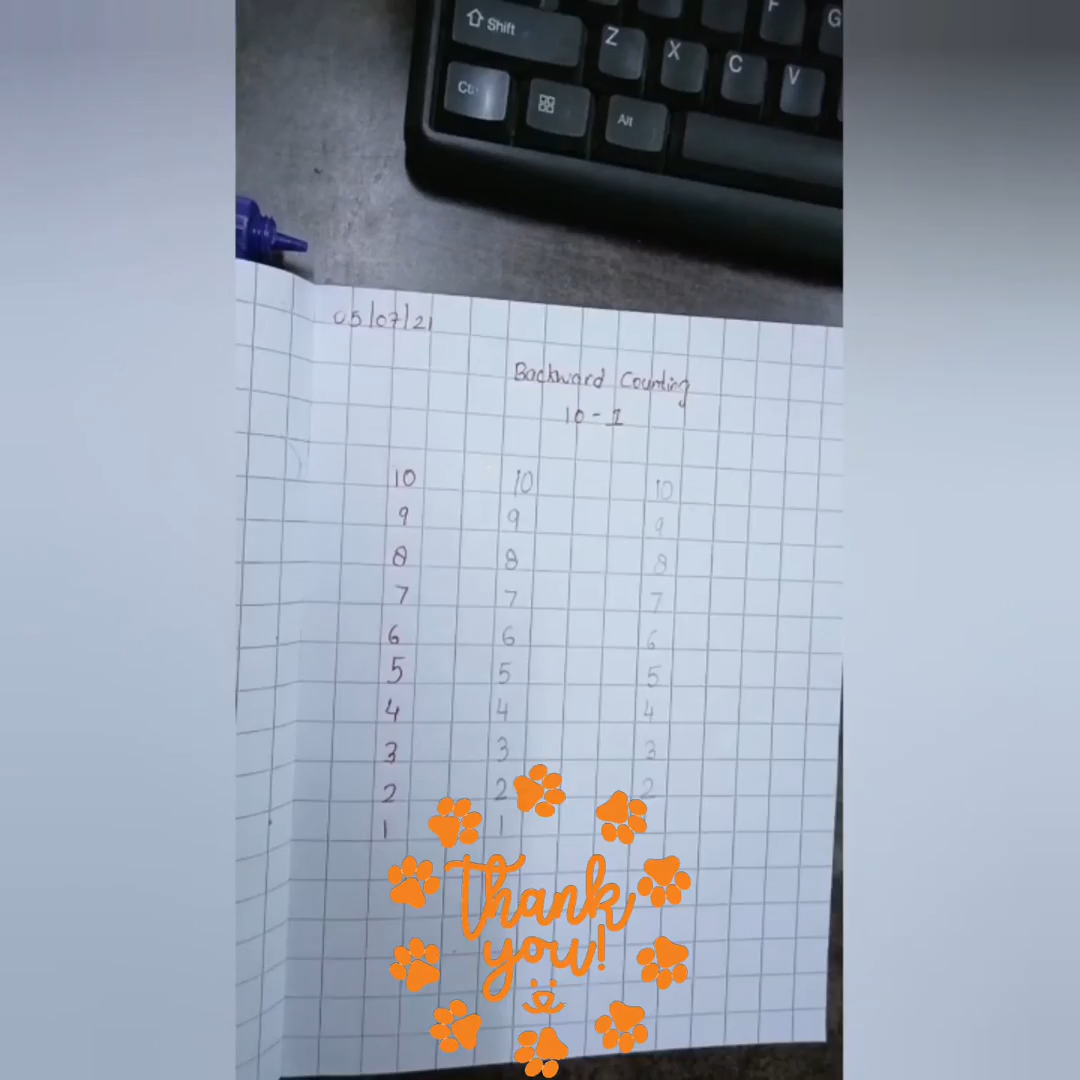 Shift
Z X C V
F G
Alt
05/07/21
Backward Counting
10 - 1
10 10 10
9 9 9
8 8 8
7 7 7
6 6 6
5 5 5
4 4 4
3 3 3
2 2 2
1 1
Thank
you!